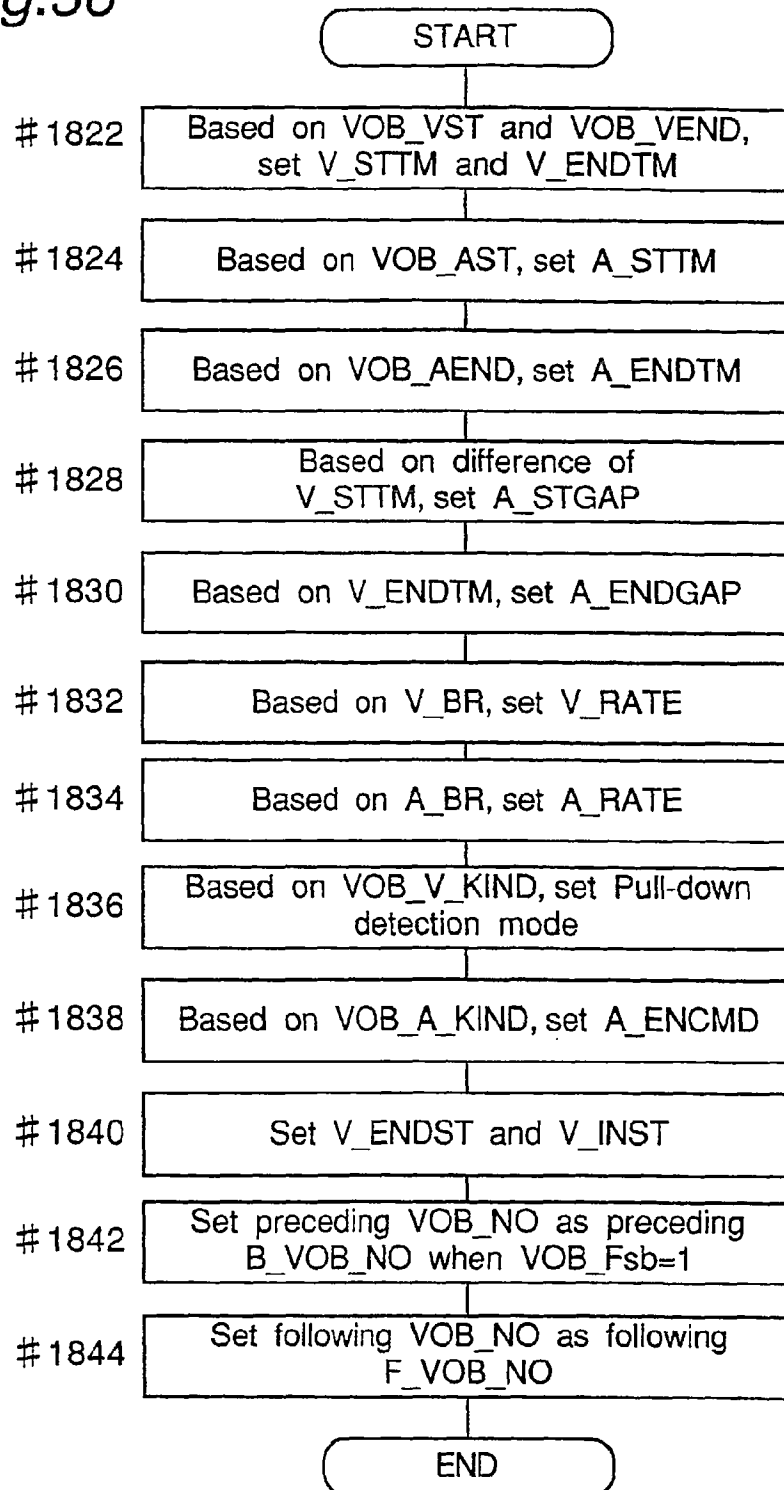 g.50
START
#1822
Based on VOB_VST and VOB_VEND,
set V_STTM and V_ENDTM
#1824
Based on VOB_AST, set A_STTM
#1826
Based on VOB_AEND, set A_ENDTM
#1828
Based on difference of
V_STTM, set A_STGAP
#1830
Based on V_ENDTM, set A_ENDGAP
#1832
Based on V_BR, set V_RATE
#1834
Based on A_BR, set A_RATE
#1836
Based on VOB_V_KIND, set Pull-down
detection mode
#1838
Based on VOB_A_KIND, set A_ENCMD
#1840
Set V_ENDST and V_INST
#1842
Set preceding VOB_NO as preceding
B_VOB_NO when VOB_Fsb=1
#1844
Set following VOB_NO as following
F_VOB_NO
END